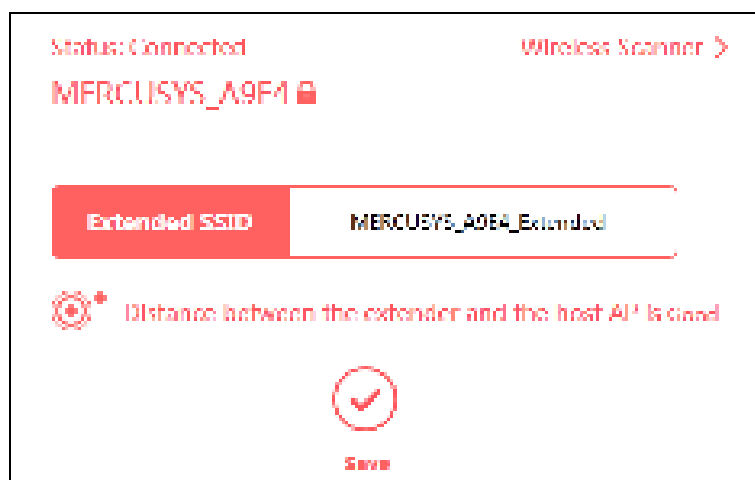 Status: Connected
Wireless Scanner >
MERCUSYS_A9E4
Extended SSID
MERCUSYS_A9E4_Extended
Distance between the extender and the host AP is Good
Save